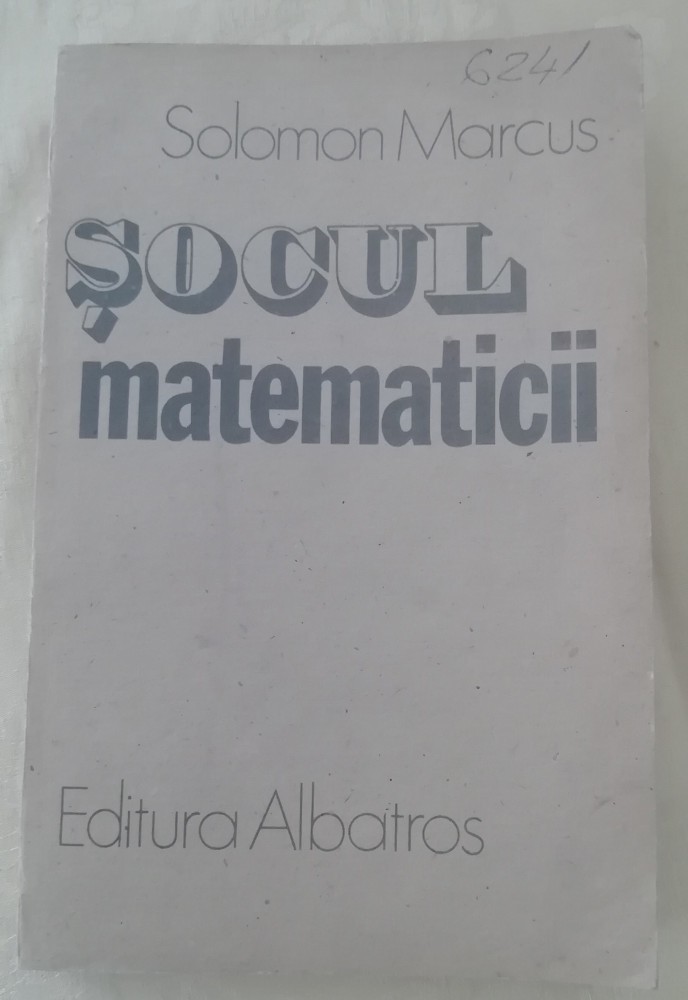 6241
Solomon Marcus
ȘOCUL
matematicii
Editura Albatros